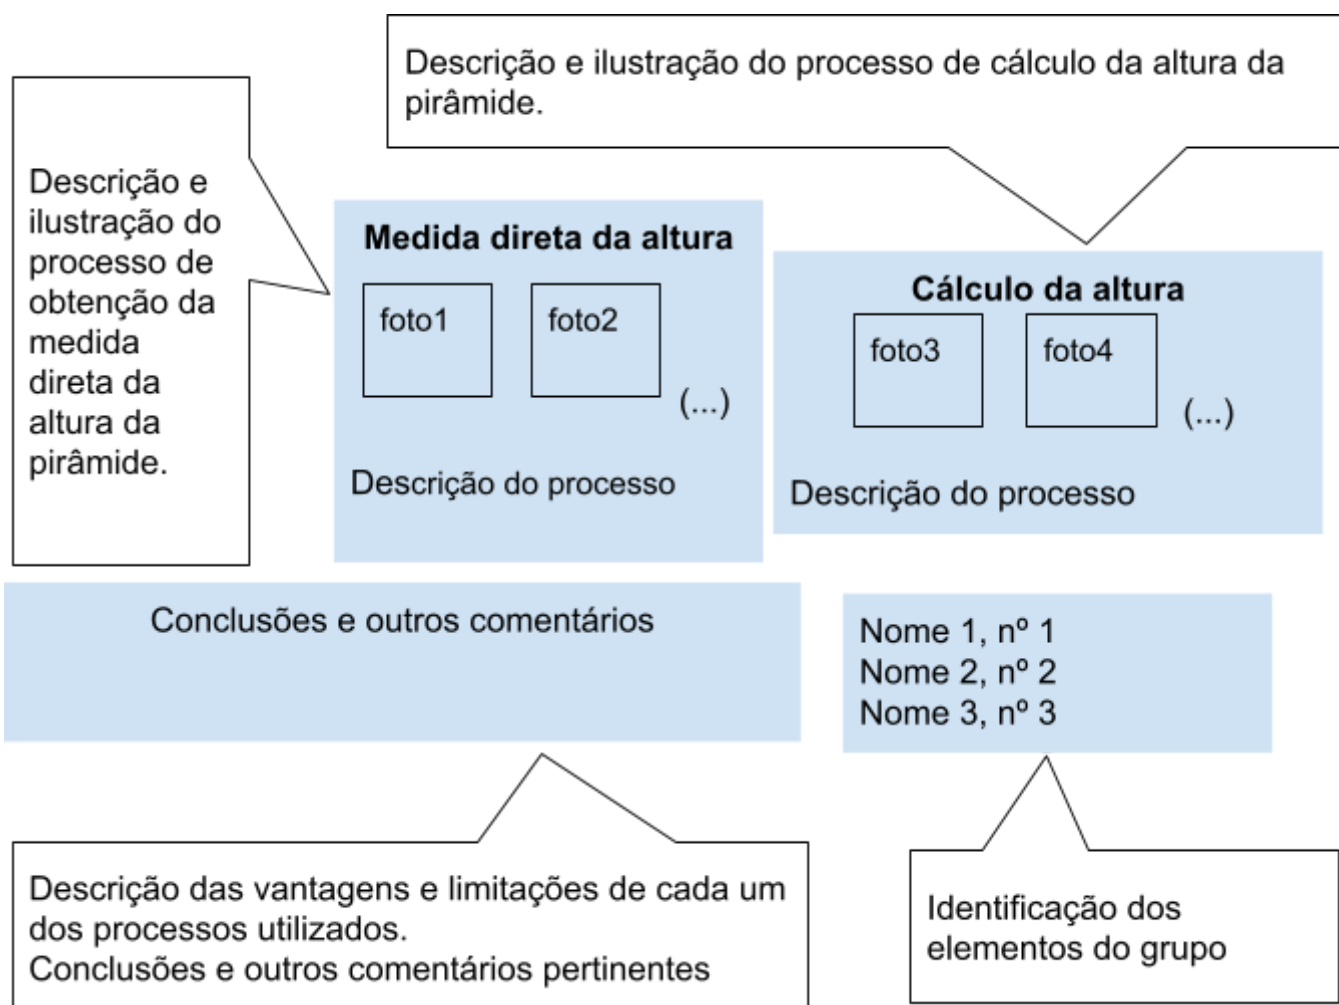 Descrição e ilustração do processo de cálculo da altura da
pirâmide.
Descrição e
ilustração do
processo de
obtenção da
medida
direta da
altura da
pirâmide.
Medida direta da altura
foto1
foto2
(...)
Descrição do processo
Cálculo da altura
foto3
foto4
(...)
Descrição do processo
Conclusões e outros comentários
Nome 1, nº 1
Nome 2, nº 2
Nome 3, nº 3
Descrição das vantagens e limitações de cada um
dos processos utilizados.
Conclusões e outros comentários pertinentes
Identificação dos
elementos do grupo